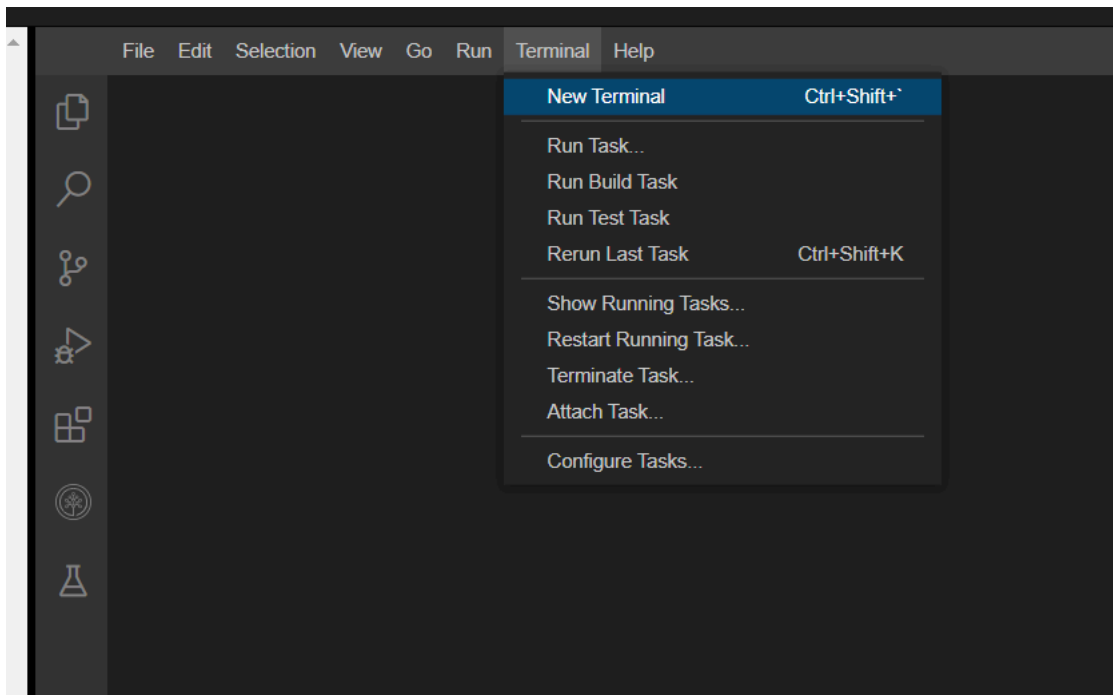 File Edit Selection View Go Run Terminal Help
New Terminal Ctrl+Shift+`
Run Task...
Run Build Task
Run Test Task
Rerun Last Task Ctrl+Shift+K
Show Running Tasks...
Restart Running Task...
Terminate Task...
Attach Task...
Configure Tasks...